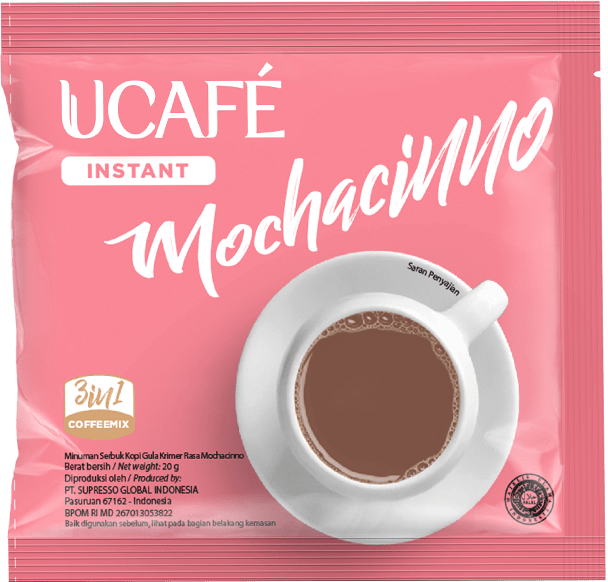 UCAFÉ
INSTANT
Mochacinno
Saran Penyajian
3in1
COFFEEMIX
Minuman Serbuk Kopi Gula Krimer Rasa Mochacinno
Berat bersih / Net weight: 20 g
Diproduksi oleh / Produced by:
PT. SUPRESSO GLOBAL INDONESIA
Pasuruan 67162 - Indonesia
BPOM RI MD 267013053822
Baik digunakan sebelum, lihat pada bagian belakang kemasan
HALAL